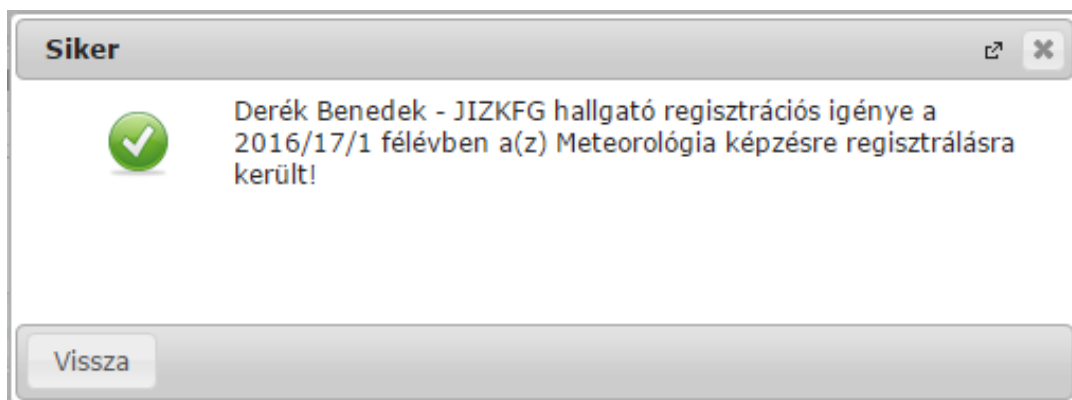 Siker
Derék Benedek - JIZKFG hallgató regisztrációs igénye a
2016/17/1 félévben a(z) Meteorológia képzésre regisztrálásra
került!
Vissza